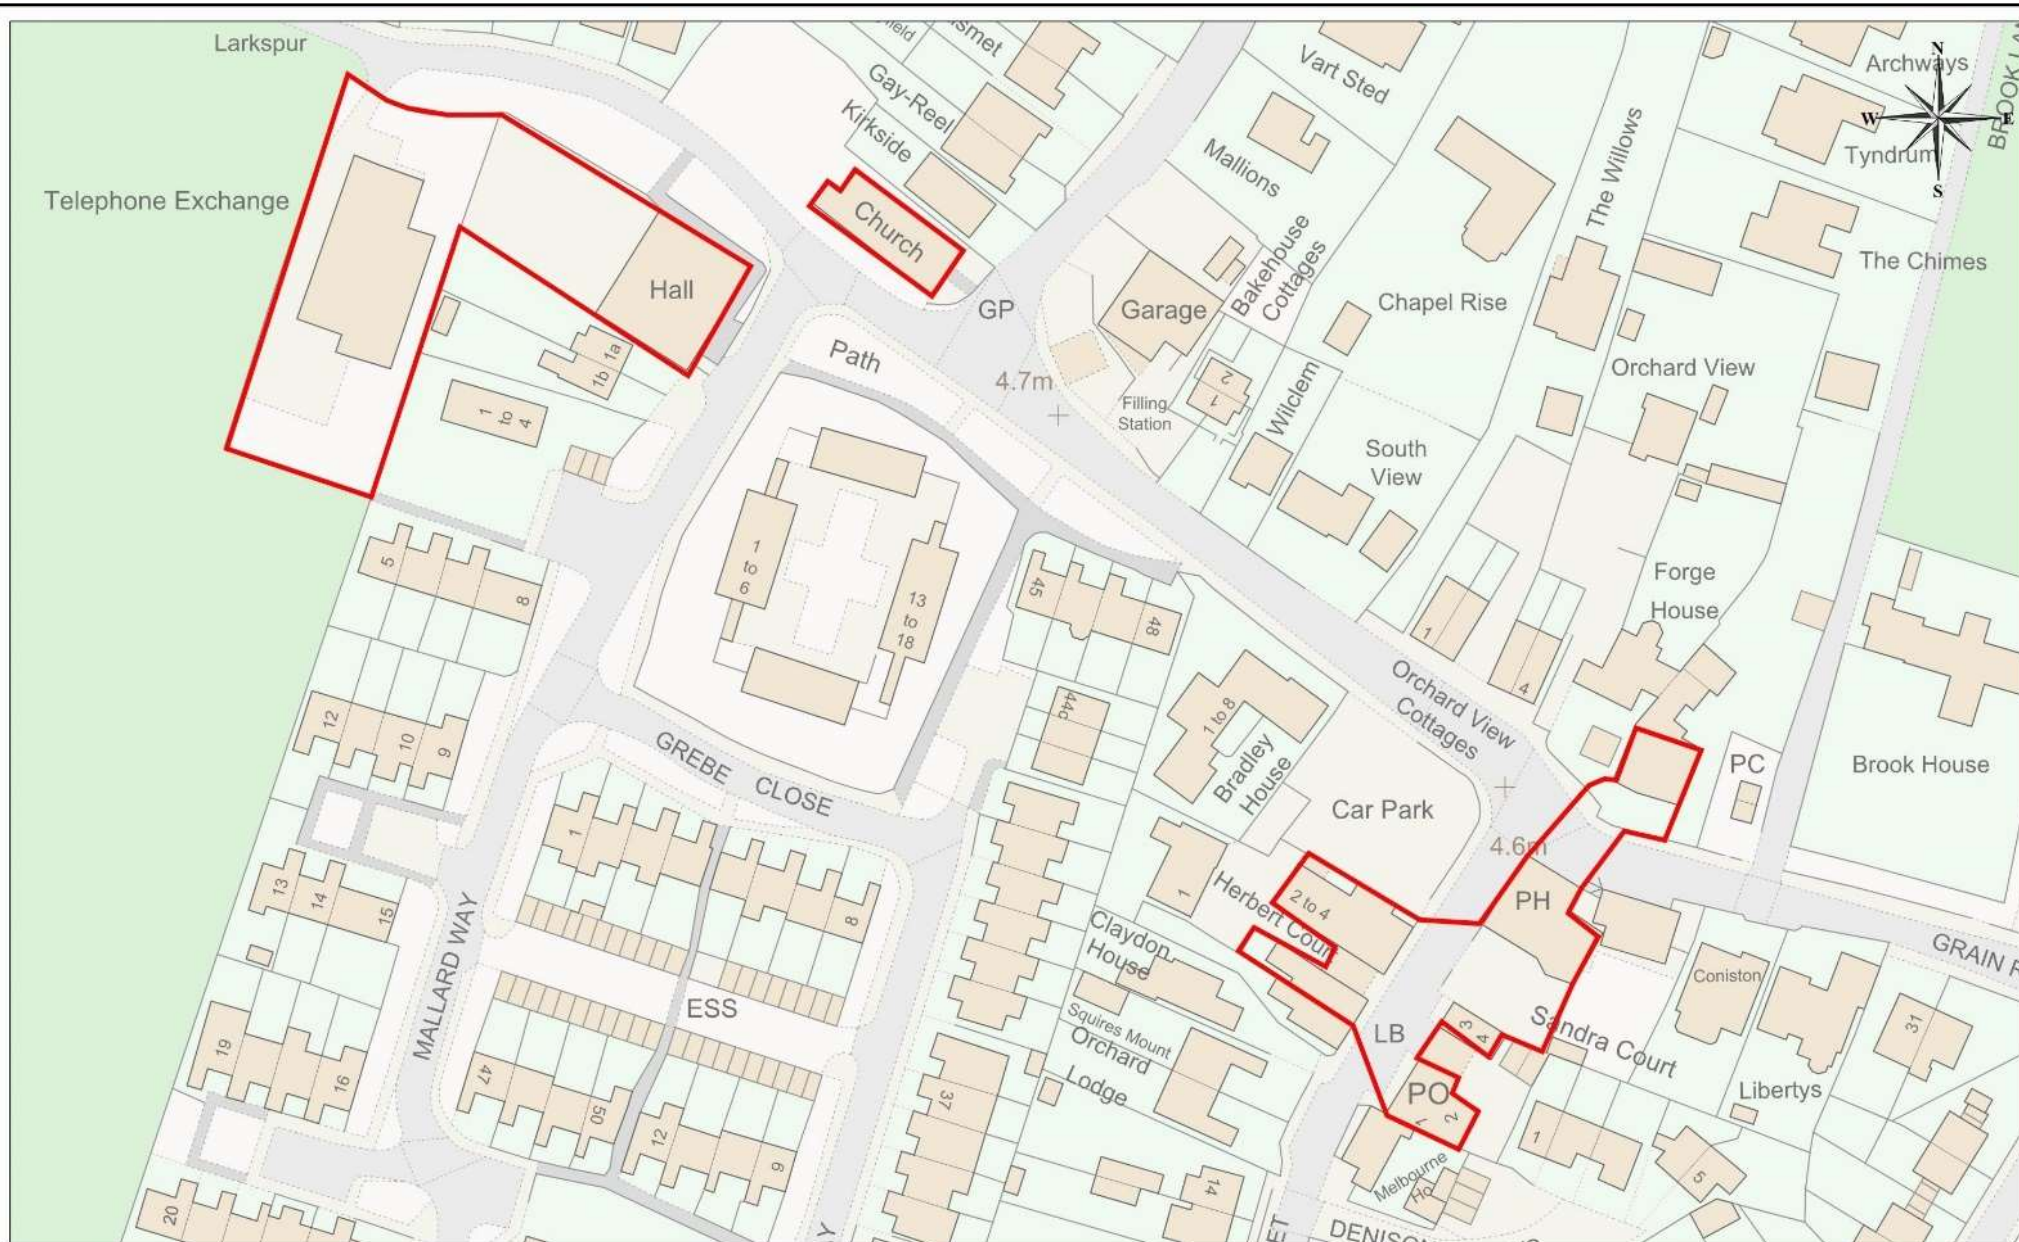 Larkspur
Telephone Exchange
Hall
1a
1b
1
to
4
Church
Kirkside
Gay-Reel
GP
4.7m
Path
Garage
Filling
Station
Mallions
Vart Sted
Bakehouse
Cottages
2
1
Wilclem
South
View
Chapel Rise
The Willows
Orchard View
Archways
Tyndrum
The Chimes
N
W
E
S
Forge
House
Brook House
PC
1
4
Orchard View
Cottages
4.6m
5
8
1
to
6
13
to
18
45
48
44c
1 to 8
Bradley
House
Car Park
12
10
9
GREBE CLOSE
1
8
13
14
15
MALLARD WAY
19
16
20
ESS
47
50
12
6
37
1
Herbert Court
2 to 4
Claydon
House
Squires Mount
Orchard
Lodge
14
PH
LB
3
4
PO
2
Sandra Court
Coniston
Libertys
31
1
5
Melbourne
Ho